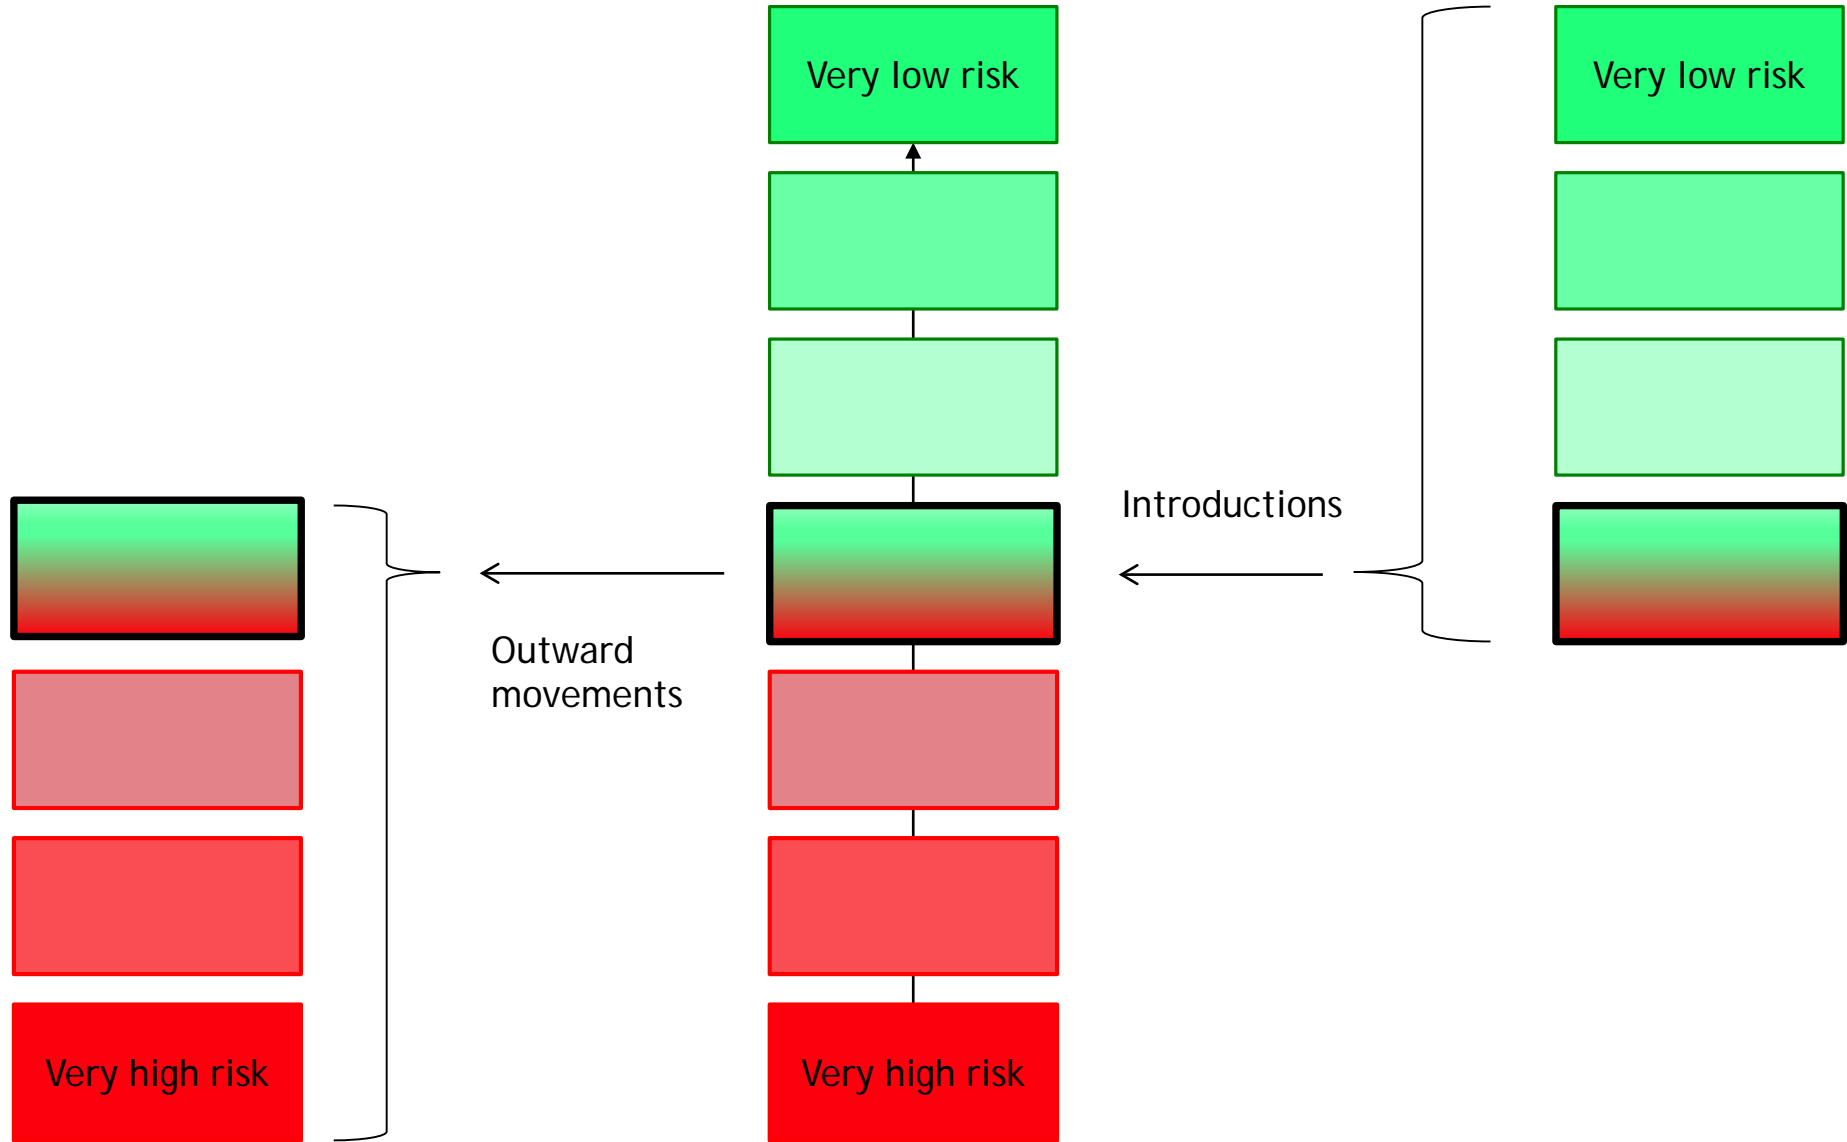 Very low risk
Very low risk
Introductions
Outward
movements
Very high risk
Very high risk